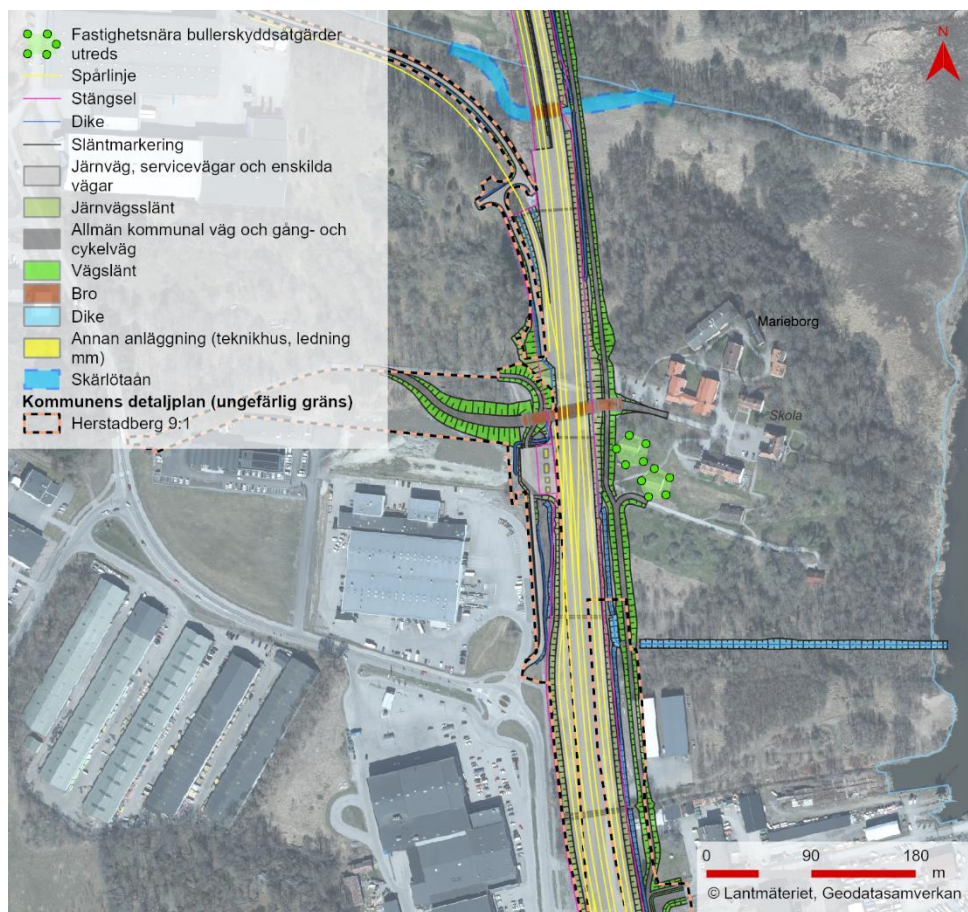 Fastighetsnära bullerskyddsåtgärder
utreds
Spårlinje
Stängsel
Dike
Släntmarkering
Järnväg, servicevägar och enskilda
vägar
Järnvägsslänt
Allmän kommunal väg och gång- och
cykelväg
Vägslänt
Bro
Dike
Annan anläggning (teknikhus, ledning
mm)
Skärlötaån
Kommunens detaljplan (ungefärlig gräns)
Herstadberg 9:1
N
Marieborg
Skola
0 90 180
m
© Lantmäteriet, Geodatasamverkan